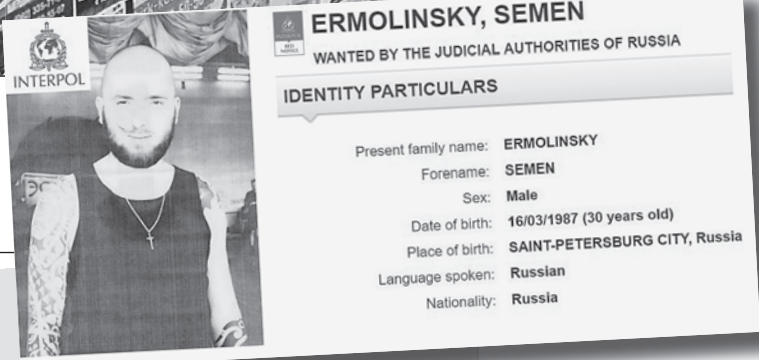 INTERPOL
ERMOLINSKY, SEMEN
RED
NOTICE
WANTED BY THE JUDICIAL AUTHORITIES OF RUSSIA
IDENTITY PARTICULARS
Present family name: ERMOLINSKY
Forename: SEMEN
Sex: Male
Date of birth: 16/03/1987 (30 years old)
Place of birth: SAINT-PETERSBURG CITY, Russia
Language spoken: Russian
Nationality: Russia